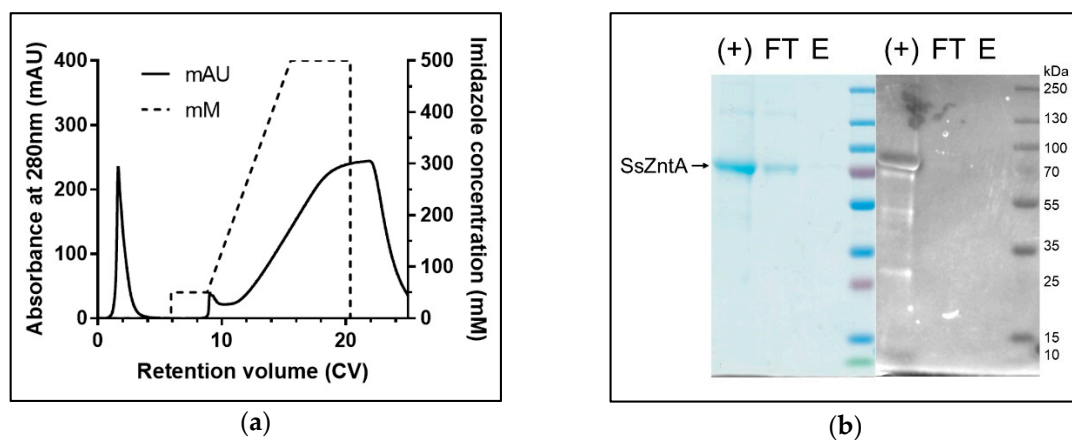 Absorbance at 280nm (mAU)
400
300
200
100
0
mAU
mM
500
400
300
200
100
0
Imidazole concentration (mM)
0 10 20
Retention volume (CV)
(a)
(+) FT E (+) FT E
kDa
250
130
100
70
55
35
25
15
10
SsZntA
(b)